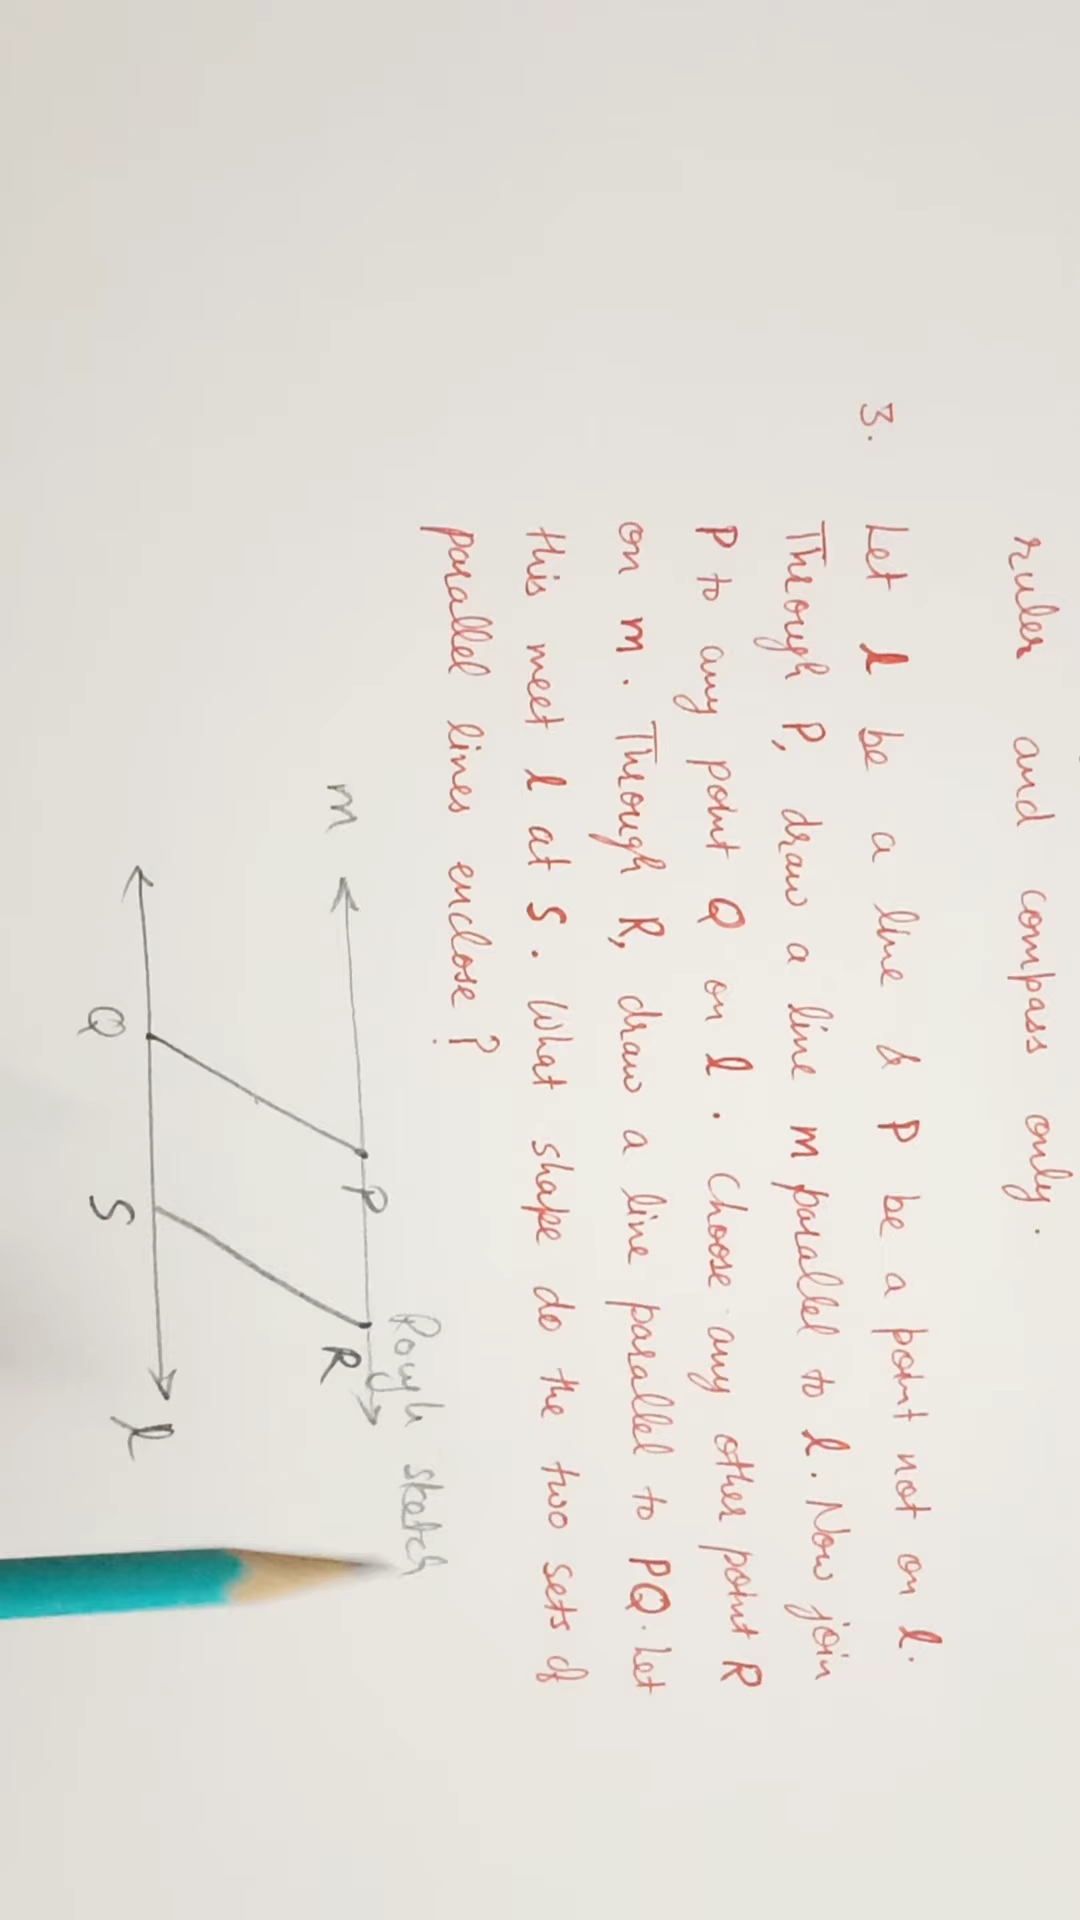 ruler and compass only.
3. Let l be a line & P be a point not on l.
Through P, draw a line m parallel to l. Now join
P to any point Q on l. Choose any other point R
on m. Through R, draw a line parallel to PQ. Let
this meet l at S. What shape do the two sets of
parallel lines enclose?
Rough sketch
m
P
R
Q
S
l